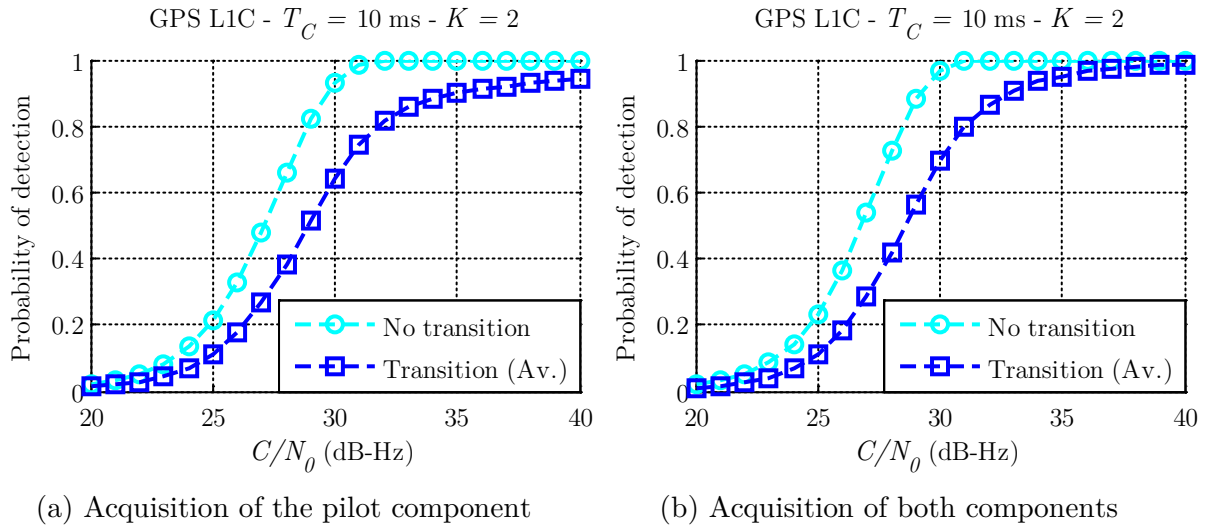 GPS L1C - T_C = 10 ms - K = 2
Probability of detection
1
0.8
0.6
0.4
0.2
0
20
25
30
35
40
No transition
Transition (Av.)
C/N_0 (dB-Hz)
(a) Acquisition of the pilot component
GPS L1C - T_C = 10 ms - K = 2
Probability of detection
1
0.8
0.6
0.4
0.2
0
20
25
30
35
40
No transition
Transition (Av.)
C/N_0 (dB-Hz)
(b) Acquisition of both components